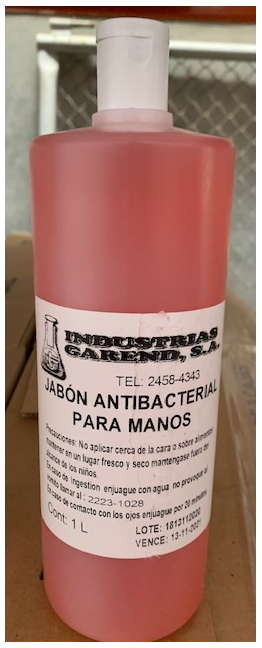 INDUSTRIAS
GAREND, S.A.
TEL: 2458-4343
JABÓN ANTIBACTERIAL
PARA MANOS
Precauciones: No aplicar cerca de la cara o sobre alimentos
mantener en un lugar fresco y seco mantengase fuera del
alcance de los niños.
En caso de ingestion enjuague con agua no provoque el
vomito llamar al : 2223-1028
En caso de contacto con los ojos enjuague por 20 minutos
Cont: 1 L
LOTE: 1813112020
VENCE: 13-11-2021